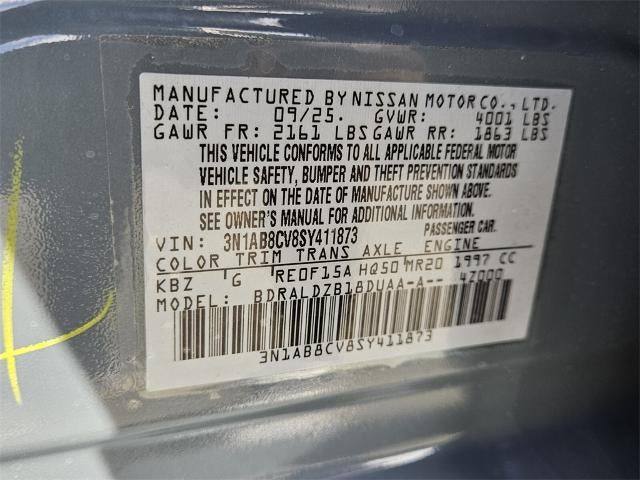 MANUFACTURED BY NISSAN MOTOR CO., LTD.
DATE: 09/25. GVWR: 4001 LBS
GAWR FR: 2161 LBS GAWR RR: 1863 LBS
THIS VEHICLE CONFORMS TO ALL APPLICABLE FEDERAL MOTOR
VEHICLE SAFETY, BUMPER AND THEFT PREVENTION STANDARDS
IN EFFECT ON THE DATE OF MANUFACTURE SHOWN ABOVE.
SEE OWNER'S MANUAL FOR ADDITIONAL INFORMATION.
VIN: 3N1AB8CV8SY411873 PASSENGER CAR.
COLOR TRIM TRANS AXLE ENGINE
KBZ G RE0F15A HQ50 MR20 1997 CC
MODEL: BDRALDZB18DUAA-A-- 4Z000
3N1AB8CV8SY411873